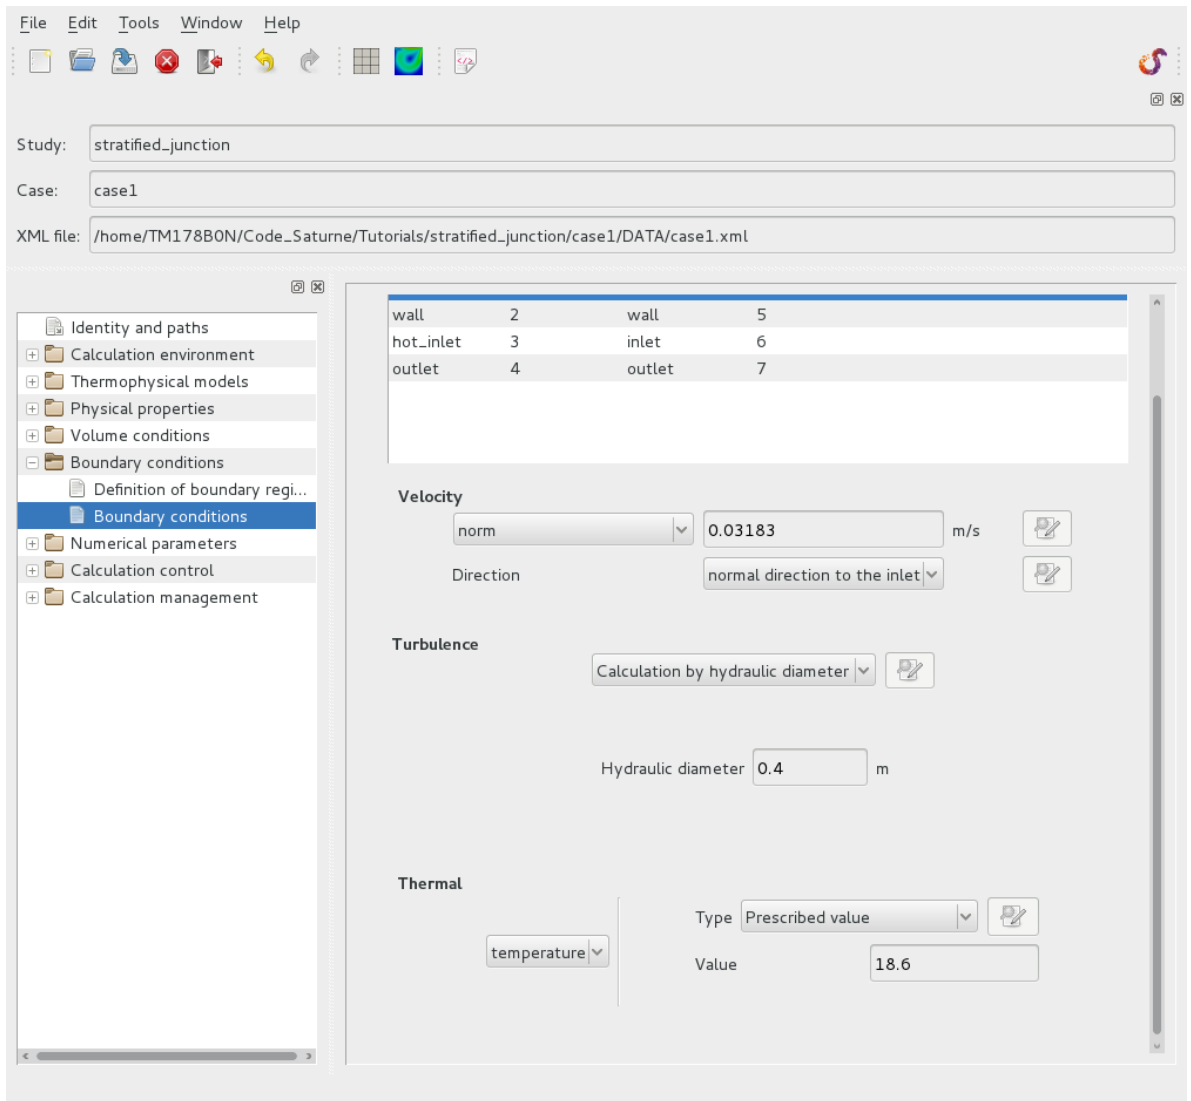 File Edit Tools Window Help
Study: stratified_junction
Case: case1
XML file: /home/TM178B0N/Code_Saturne/Tutorials/stratified_junction/case1/DATA/case1.xml
Identity and paths
Calculation environment
Thermophysical models
Physical properties
Volume conditions
Boundary conditions
Definition of boundary regi...
Boundary conditions
Numerical parameters
Calculation control
Calculation management
wall 2 wall 5
hot_inlet 3 inlet 6
outlet 4 outlet 7
Velocity
norm 0.03183 m/s
Direction normal direction to the inlet
Turbulence
Calculation by hydraulic diameter
Hydraulic diameter 0.4 m
Thermal
Type Prescribed value
temperature
Value 18.6